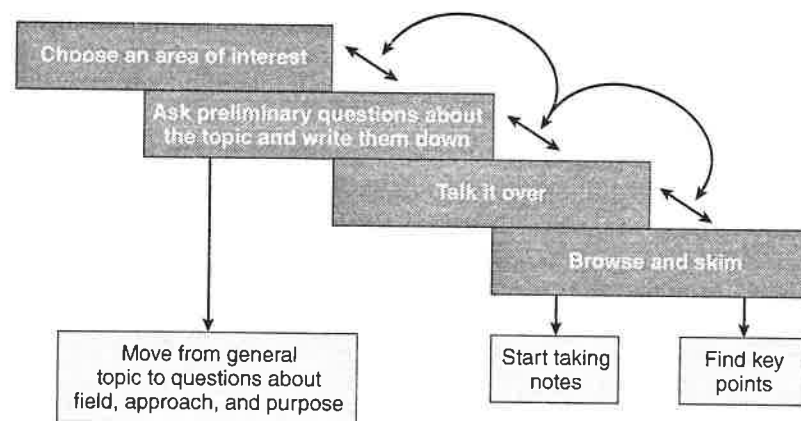 Choose an area of interest
Ask preliminary questions about
the topic and write them down
Talk it over
Browse and skim
Move from general
topic to questions about
field, approach, and purpose
Start taking
notes
Find key
points